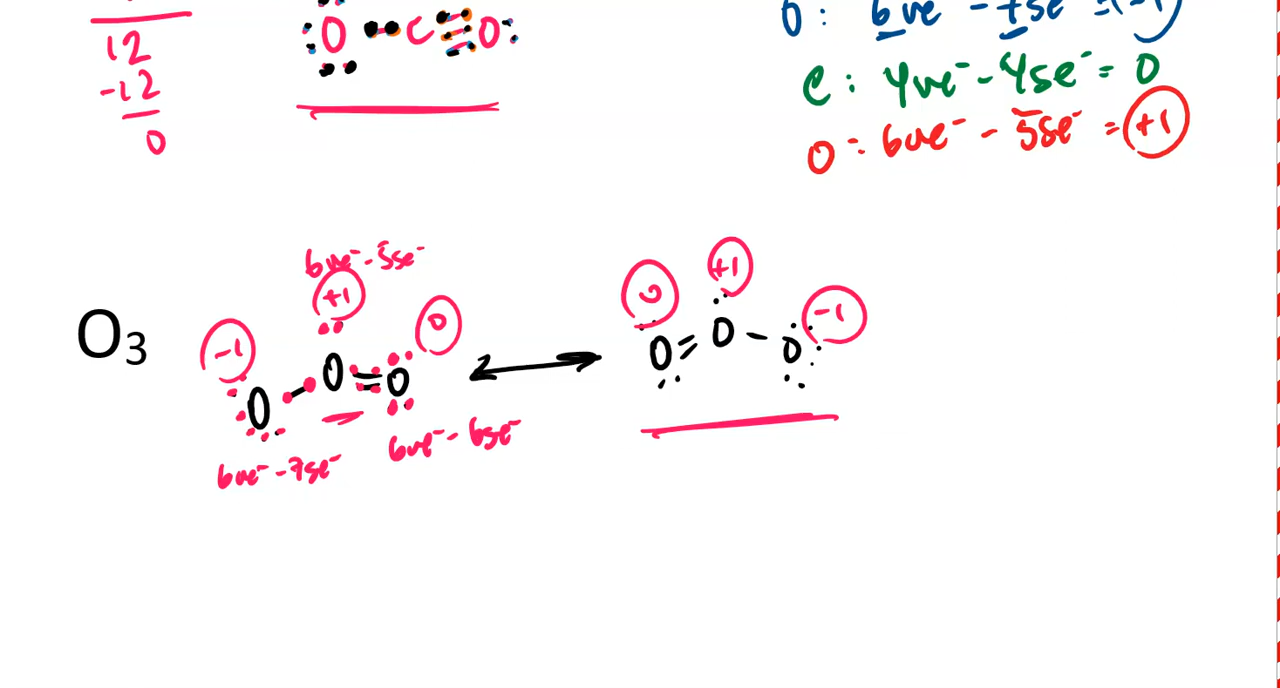 12
-12
0
O C O
O: 6ve⁻ - 7se⁻ = (-1)
C: 4ve⁻ - 4se⁻ = 0
O: 6ve⁻ - 5se⁻ = +1
O₃
6ve⁻ - 5se⁻
-1 +1 0
O - O = O
6ve⁻ - 7se⁻ 6ve⁻ - 6se⁻
0 +1 -1
O = O - O